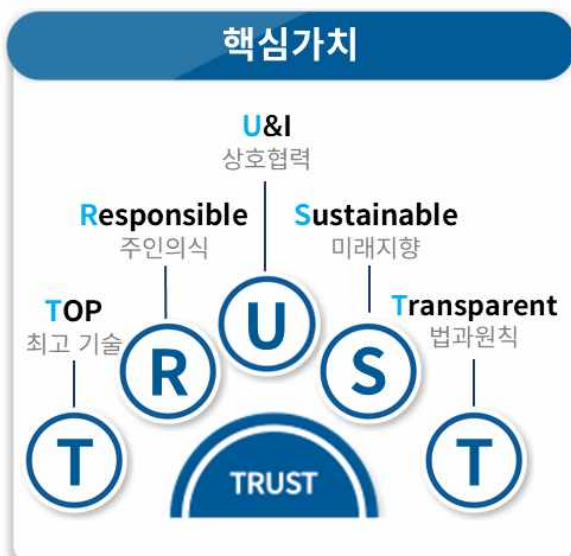 핵심가치
U&I
상호협력
Responsible
주인의식
Sustainable
미래지향
TOP
최고 기술
Transparent
법과원칙
T
R
U
S
T
TRUST